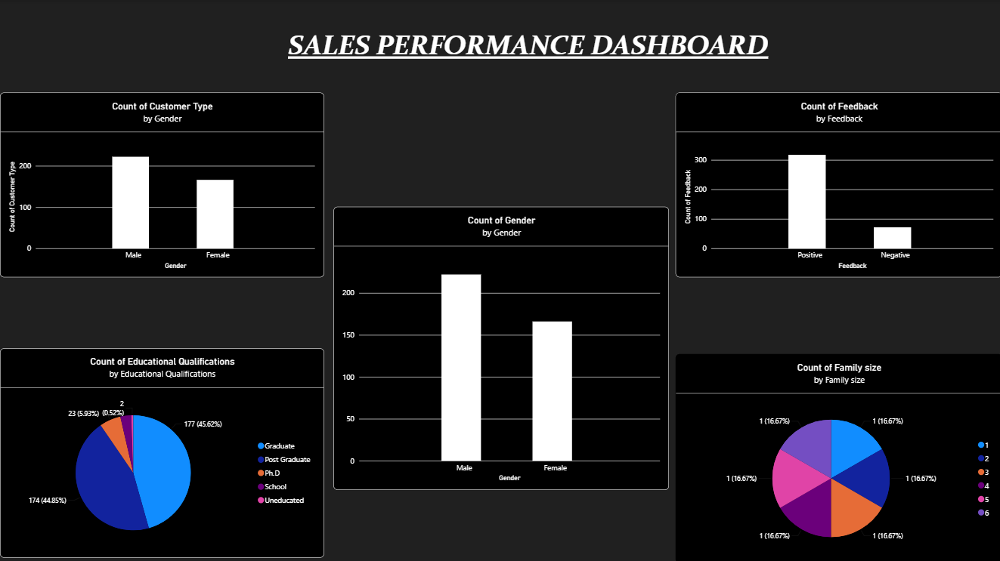 SALES PERFORMANCE DASHBOARD
Count of Customer Type
by Gender
Count of Customer Type
200
100
0
Male
Female
Gender
Count of Gender
by Gender
200
150
100
50
0
Male
Female
Gender
Count of Feedback
by Feedback
Count of Feedback
300
200
100
0
Positive
Negative
Feedback
Count of Educational Qualifications
by Educational Qualifications
2
(0.52%)
23 (5.93%)
177 (45.62%)
174 (44.85%)
Graduate
Post Graduate
Ph.D
School
Uneducated
Count of Family size
by Family size
1 (16.67%)
1 (16.67%)
1 (16.67%)
1 (16.67%)
1 (16.67%)
1 (16.67%)
1
2
3
4
5
6